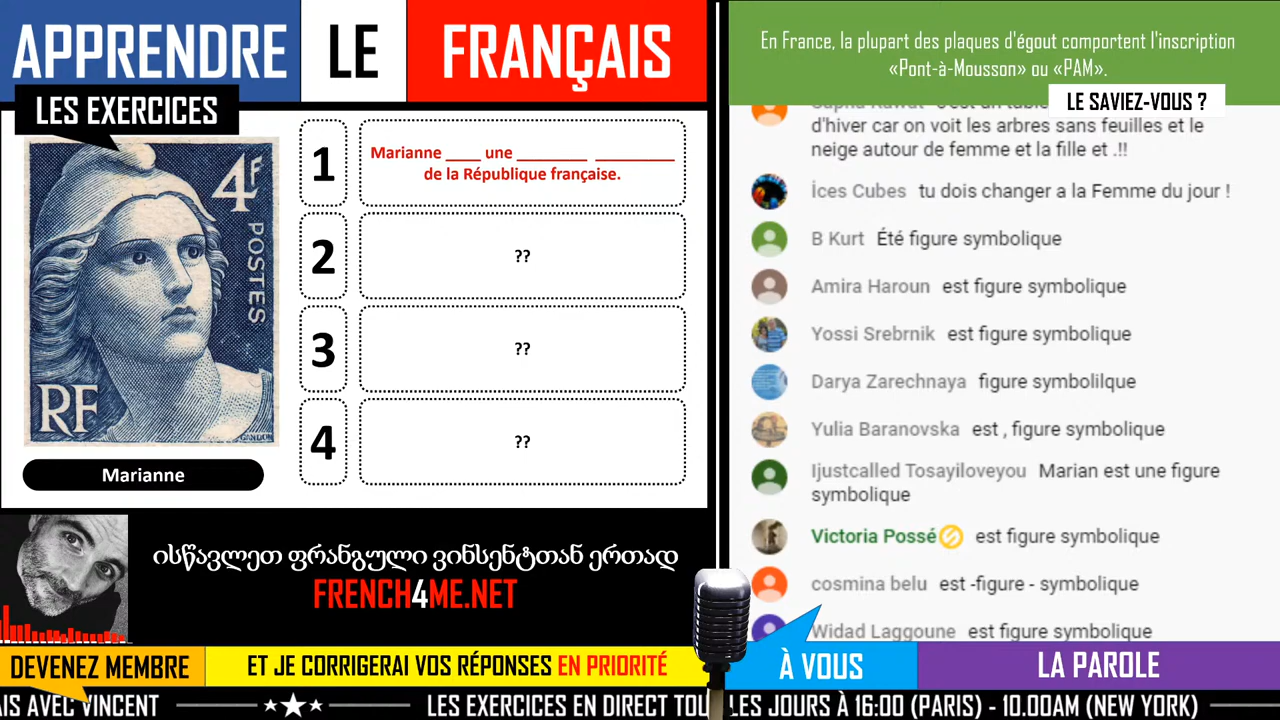 APPRENDRE LE FRANÇAIS
LES EXERCICES
4F
POSTES
RF
GANDON
Marianne
1
Marianne ____ une ________ _________
de la République française.
2
??
3
??
4
??
ისწავლეთ ფრანგული ვინსენტთან ერთად
FRENCH4ME.NET
DEVENEZ MEMBRE
ET JE CORRIGERAI VOS RÉPONSES EN PRIORITÉ
En France, la plupart des plaques d'égout comportent l'inscription
«Pont-à-Mousson» ou «PAM».
LE SAVIEZ-VOUS ?
d'hiver car on voit les arbres sans feuilles et le
neige autour de femme et la fille et .!!
İces Cubes tu dois changer a la Femme du jour !
B Kurt Été figure symbolique
Amira Haroun est figure symbolique
Yossi Srebrnik est figure symbolique
Darya Zarechnaya figure symbolilque
Yulia Baranovska est , figure symbolique
Ijustcalled Tosayiloveyou Marian est une figure
symbolique
Victoria Possé est figure symbolique
cosmina belu est -figure - symbolique
Widad Laggoune est figure symbolique
À VOUS
LA PAROLE
AIS AVEC VINCENT
LES EXERCICES EN DIRECT TOU LES JOURS À 16:00 (PARIS) - 10.00AM (NEW YORK)